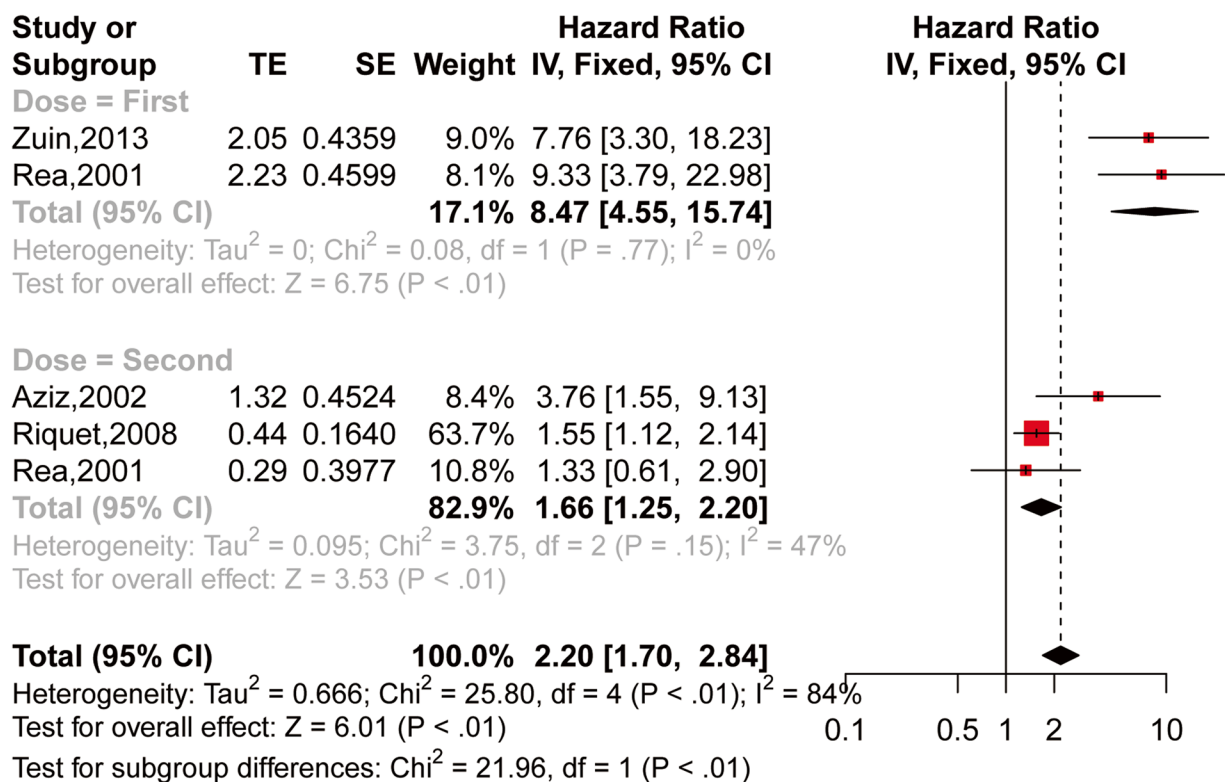 Study or Hazard Ratio Hazard Ratio
Subgroup TE SE Weight IV, Fixed, 95% CI IV, Fixed, 95% CI
Dose = First
Zuin,2013 2.05 0.4359 9.0% 7.76 [3.30, 18.23]
Rea,2001 2.23 0.4599 8.1% 9.33 [3.79, 22.98]
Total (95% CI) 17.1% 8.47 [4.55, 15.74]
Heterogeneity: Tau² = 0; Chi² = 0.08, df = 1 (P = .77); I² = 0%
Test for overall effect: Z = 6.75 (P < .01)
Dose = Second
Aziz,2002 1.32 0.4524 8.4% 3.76 [1.55, 9.13]
Riquet,2008 0.44 0.1640 63.7% 1.55 [1.12, 2.14]
Rea,2001 0.29 0.3977 10.8% 1.33 [0.61, 2.90]
Total (95% CI) 82.9% 1.66 [1.25, 2.20]
Heterogeneity: Tau² = 0.095; Chi² = 3.75, df = 2 (P = .15); I² = 47%
Test for overall effect: Z = 3.53 (P < .01)
Total (95% CI) 100.0% 2.20 [1.70, 2.84]
Heterogeneity: Tau² = 0.666; Chi² = 25.80, df = 4 (P < .01); I² = 84%
Test for overall effect: Z = 6.01 (P < .01) 0.1 0.5 1 2 10
Test for subgroup differences: Chi² = 21.96, df = 1 (P < .01)